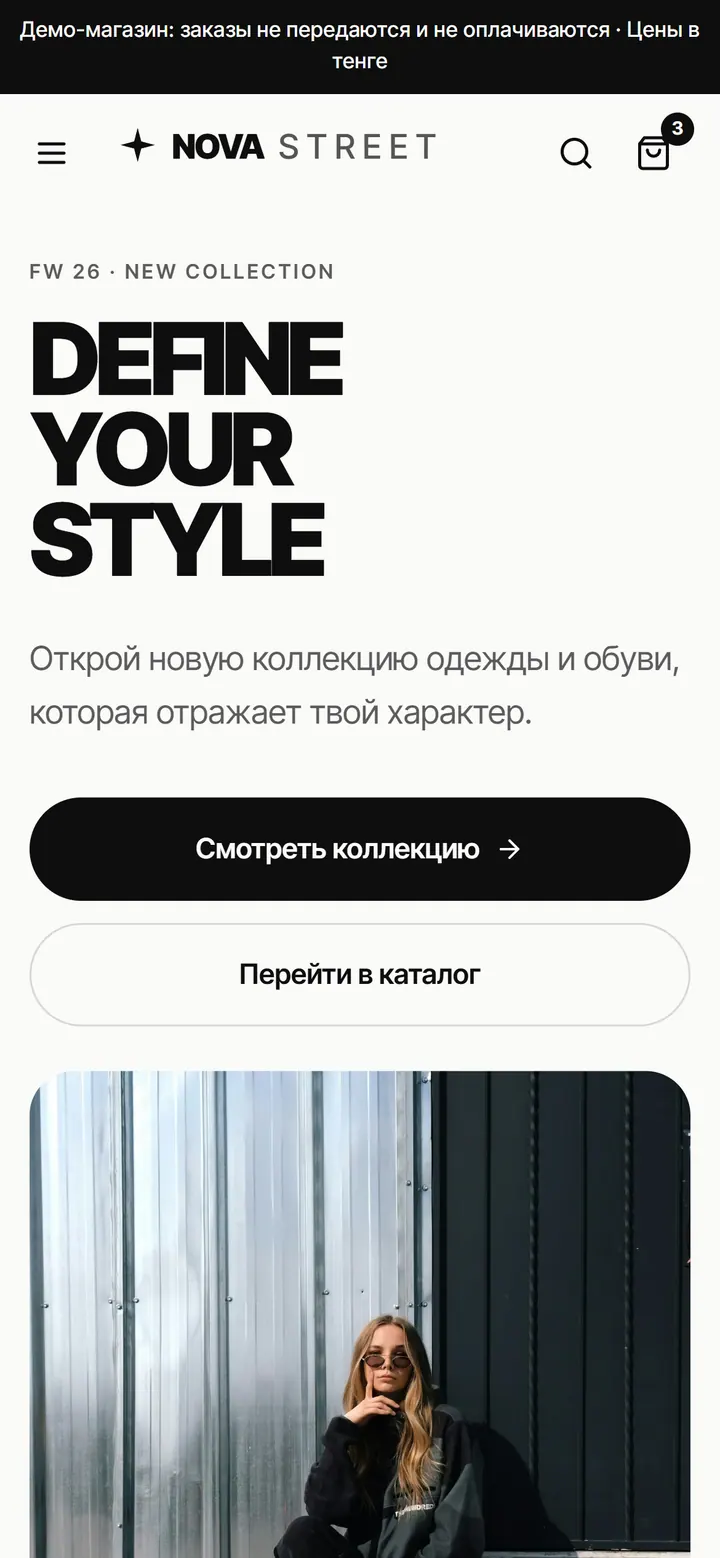 Демо-магазин: заказы не передаются и не оплачиваются · Цены в
тенге
NOVA STREET
3
FW 26 · NEW COLLECTION
DEFINE
YOUR
STYLE
Открой новую коллекцию одежды и обуви,
которая отражает твой характер.
Смотреть коллекцию →
Перейти в каталог